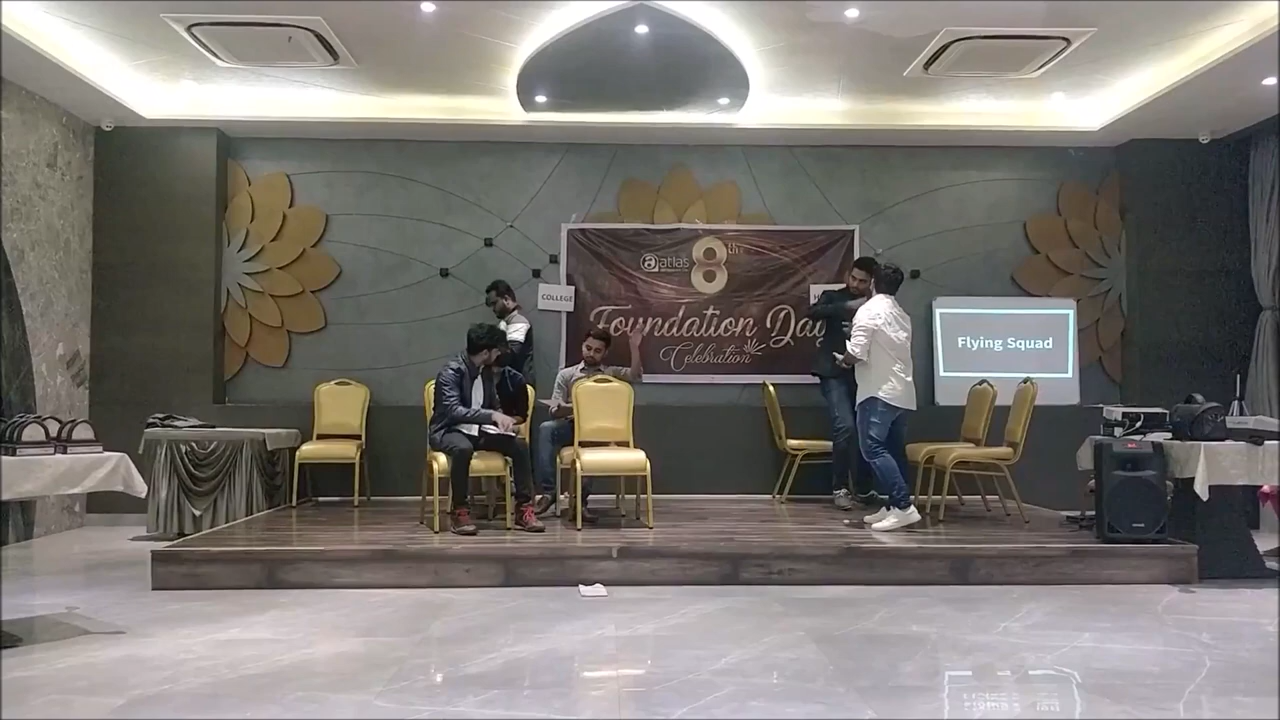 COLLEGE
atlas
8th
Foundation Day
Celebration
Flying Squad